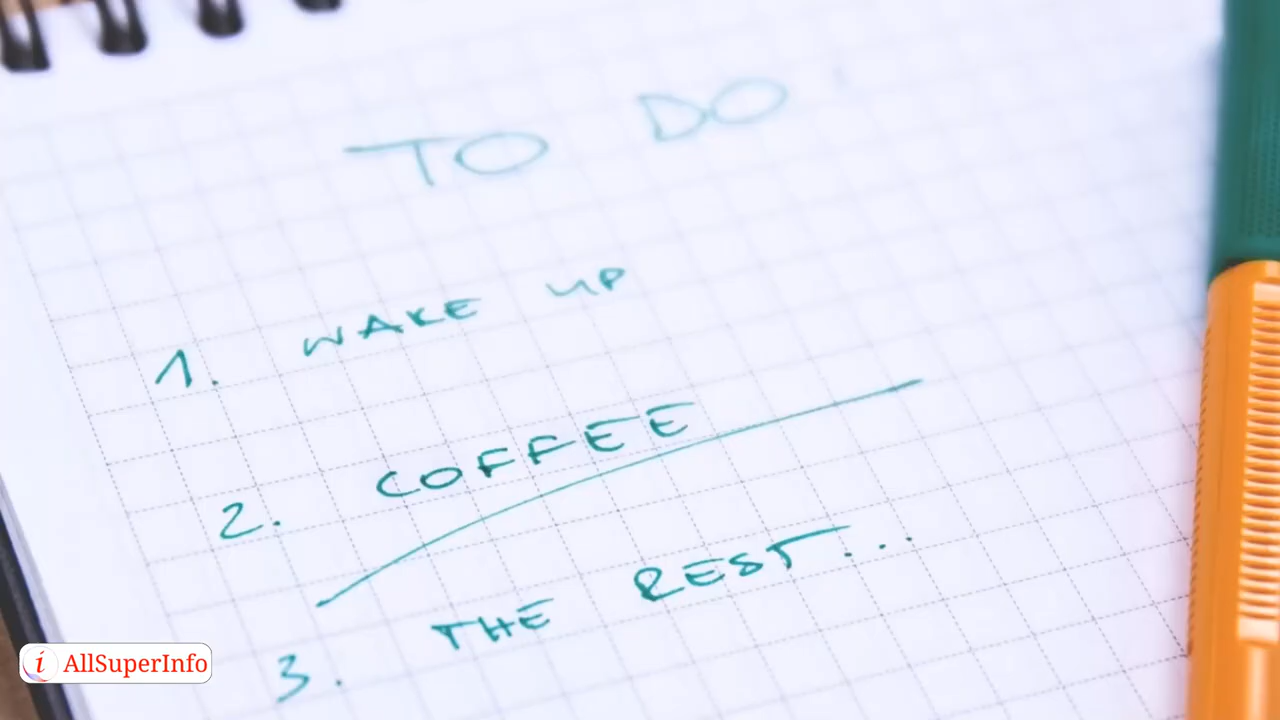 TO DO
1. WAKE UP
2. COFFEE
3. THE REST...
i AllSuperInfo